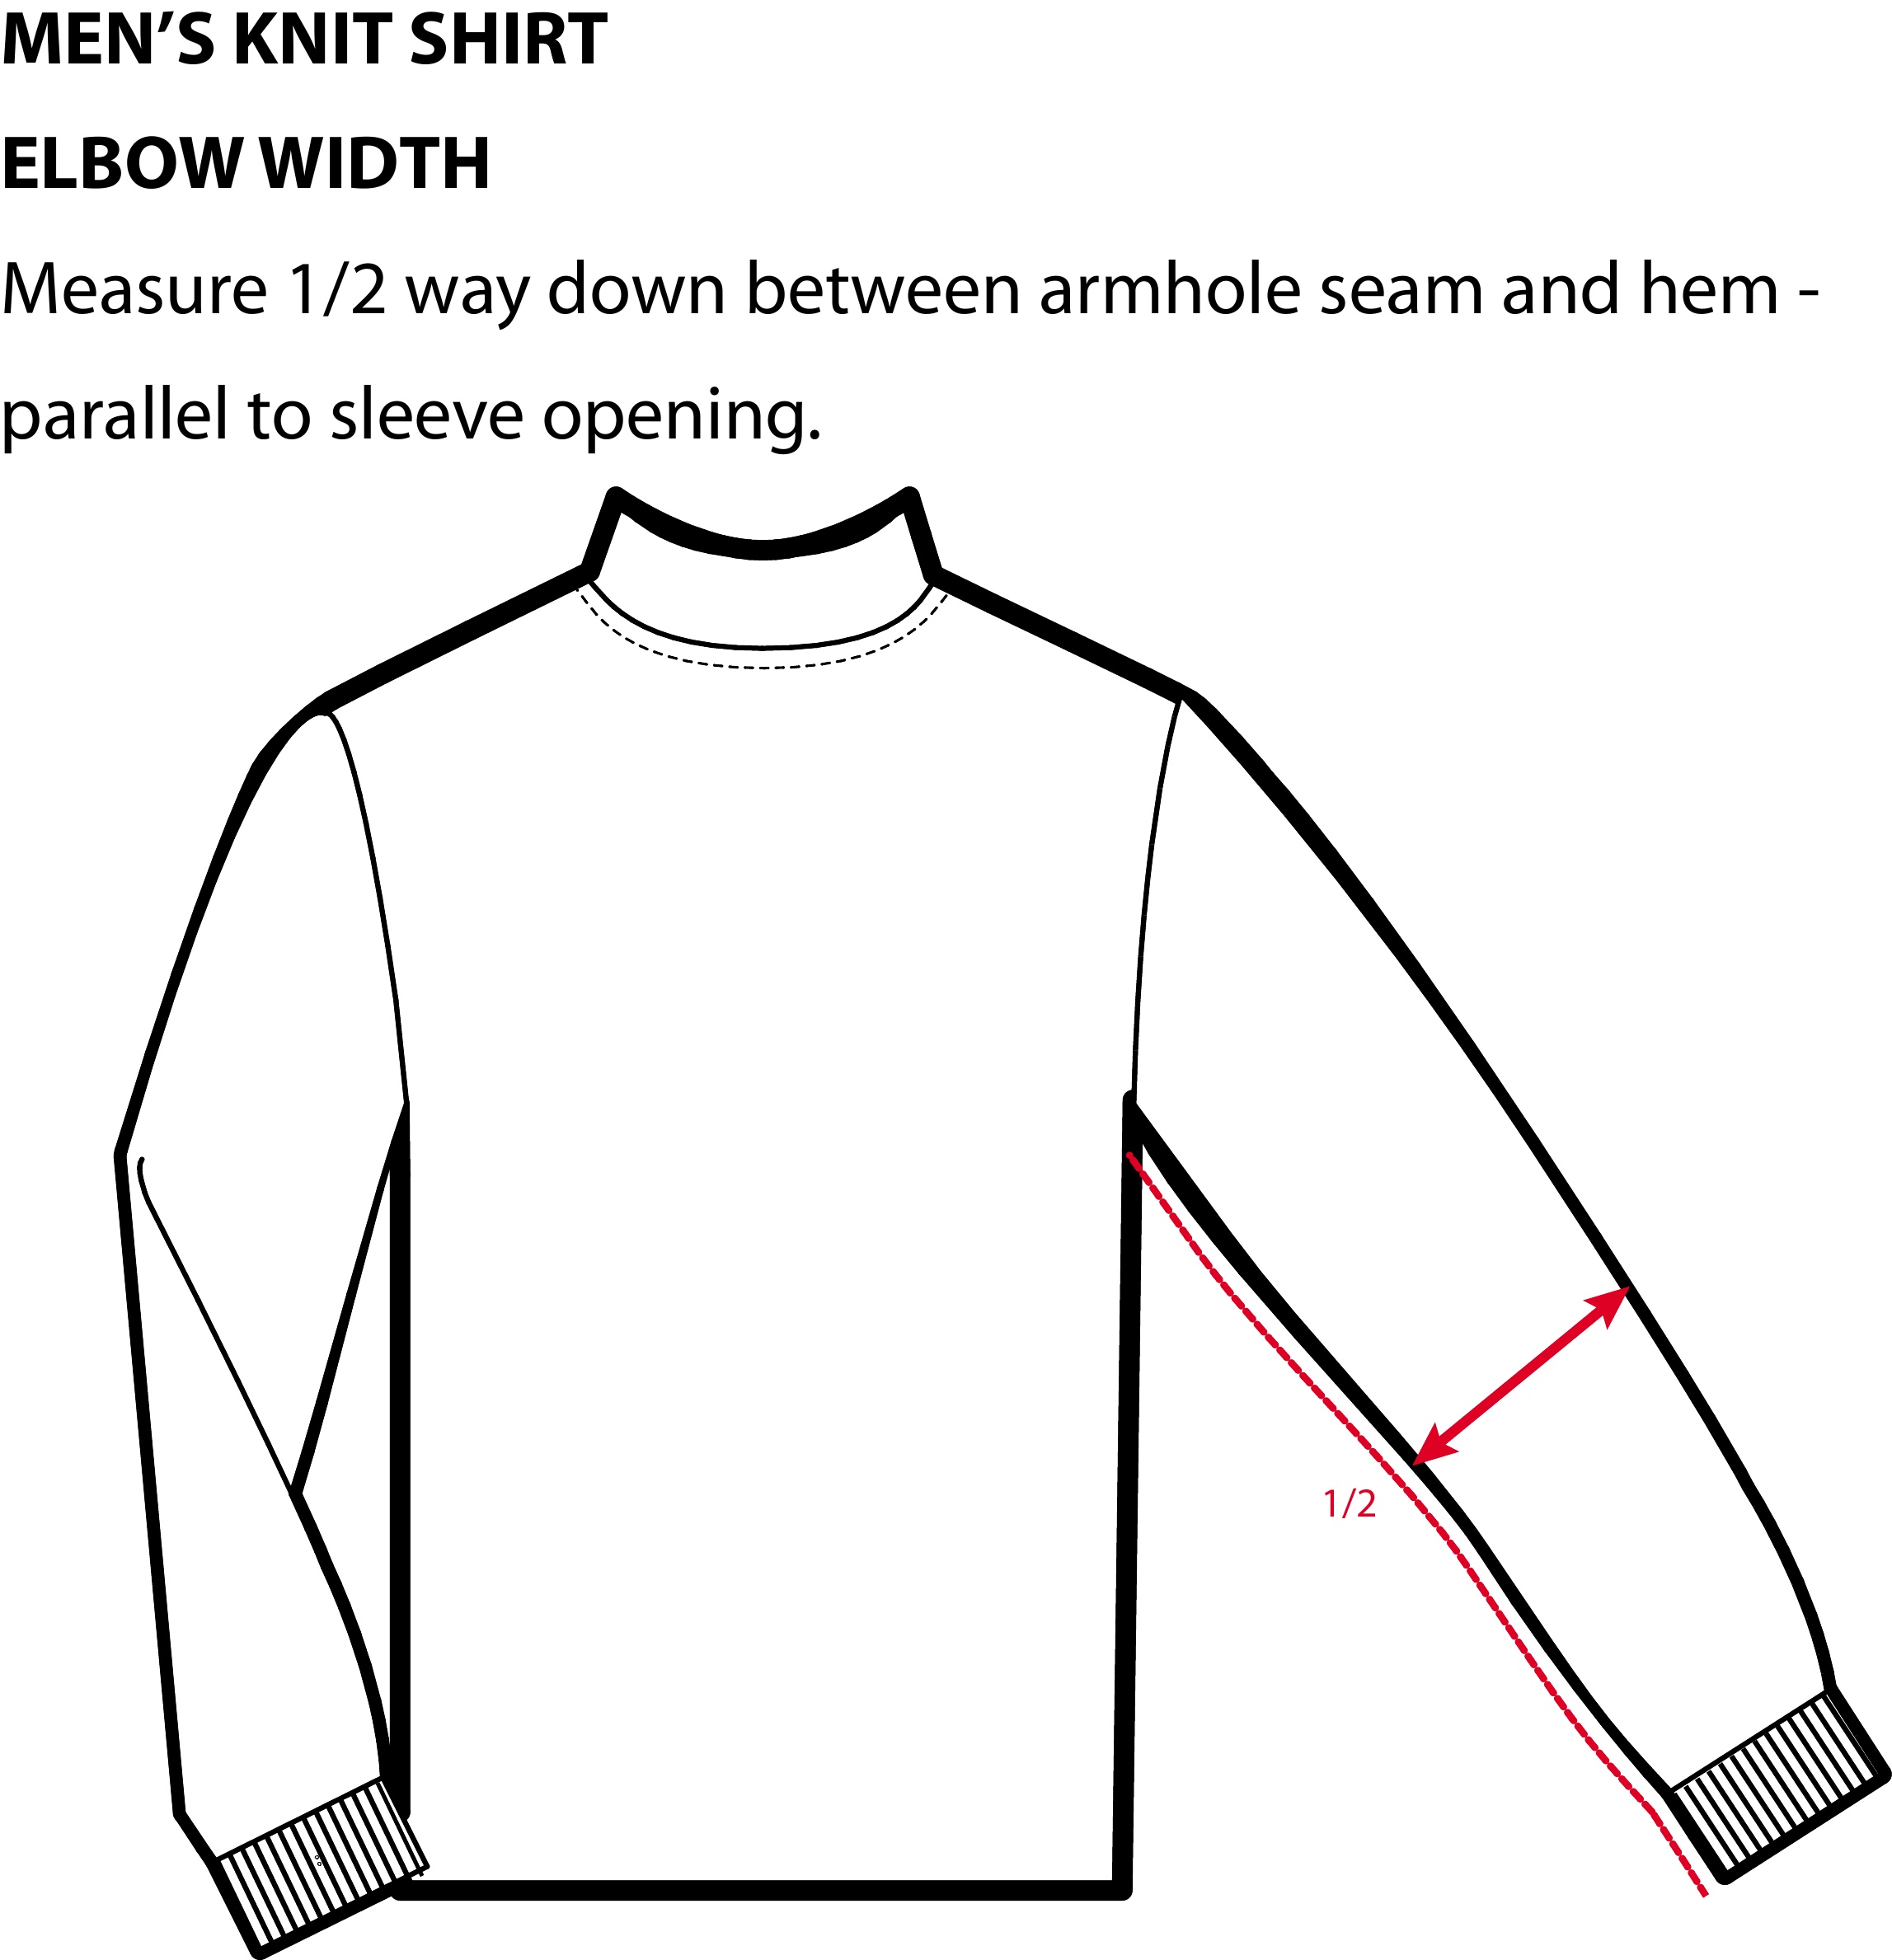 MEN’S KNIT SHIRT
ELBOW WIDTH
Measure 1/2 way down between armhole seam and hem -
parallel to sleeve opening.
1/2